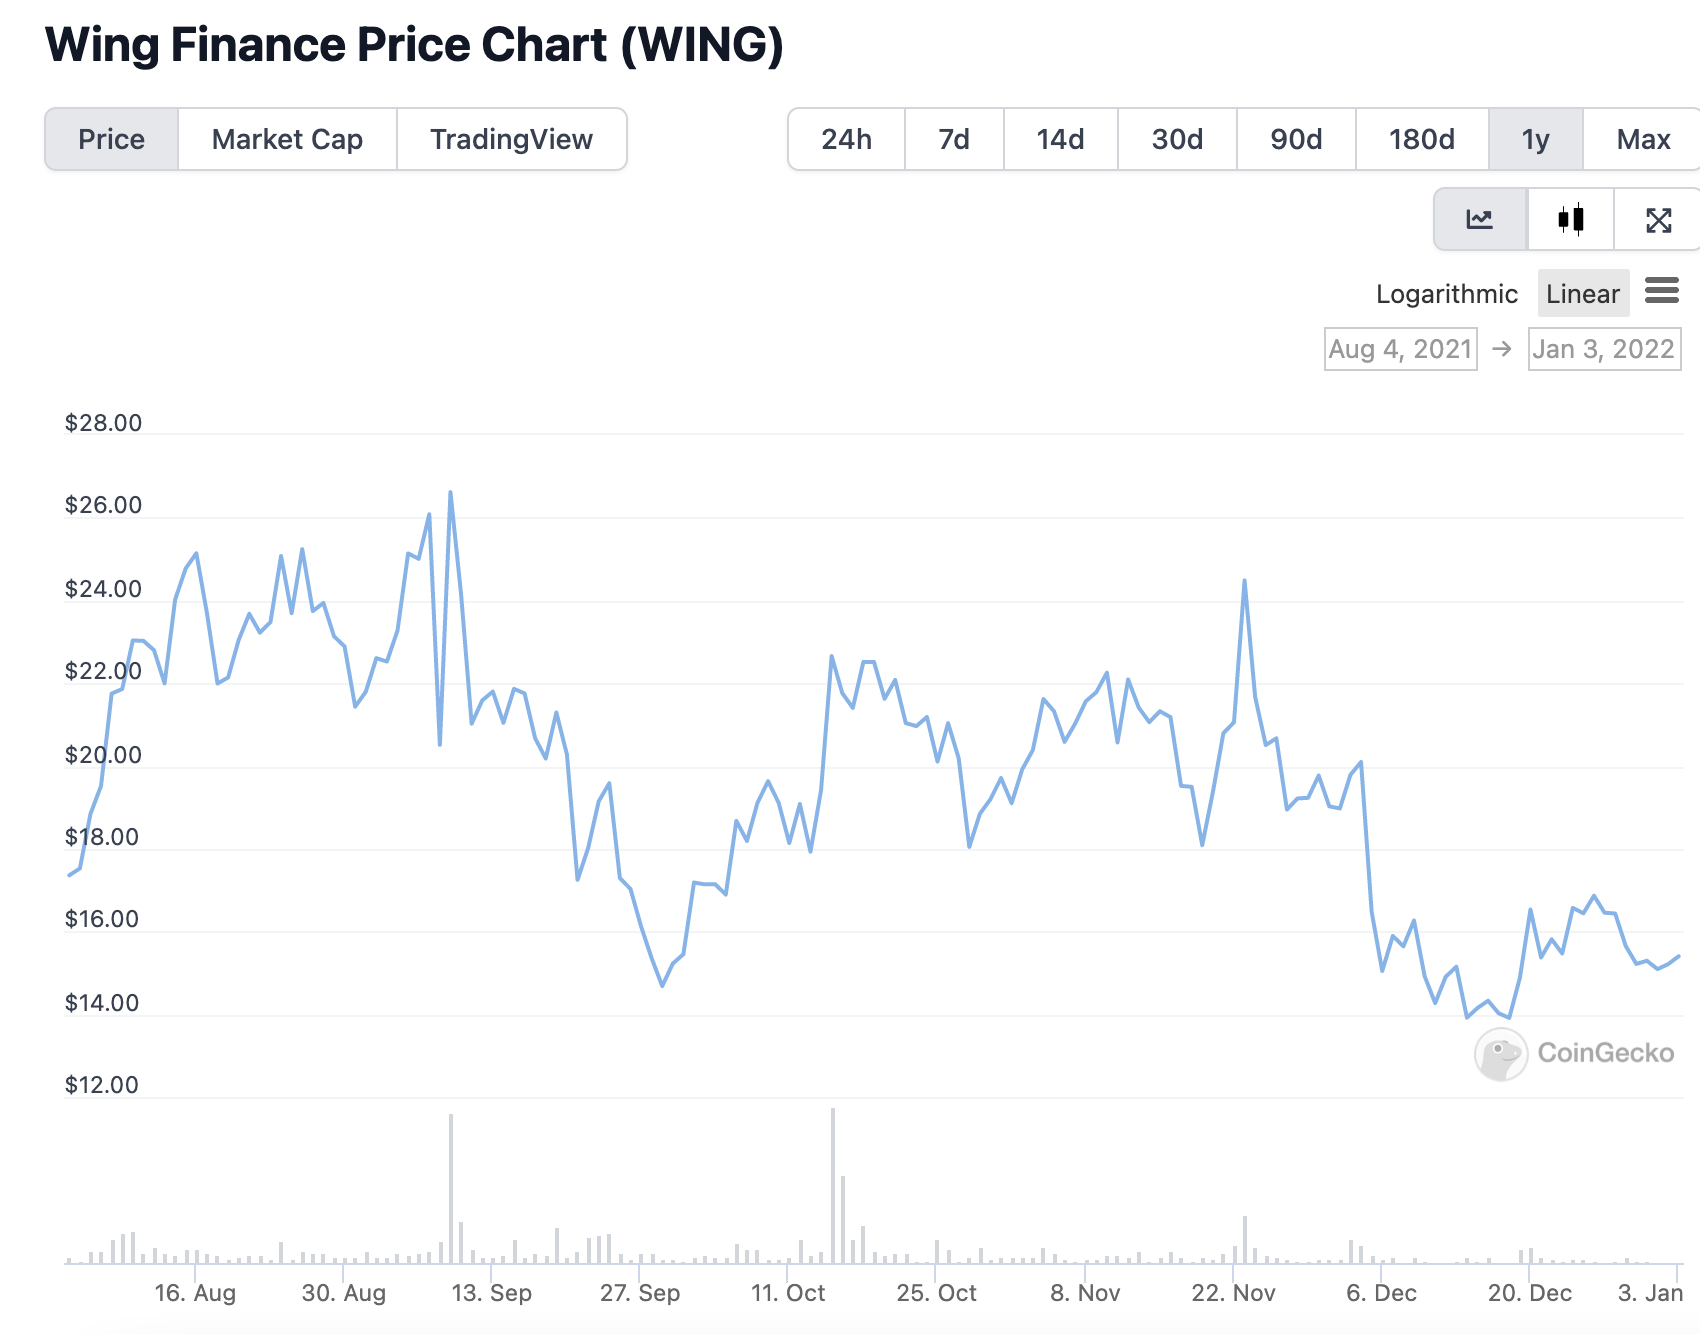 Wing Finance Price Chart (WING)
Price Market Cap TradingView 24h 7d 14d 30d 90d 180d 1y Max
Logarithmic Linear
Aug 4, 2021 → Jan 3, 2022
$28.00
$26.00
$24.00
$22.00
$20.00
$18.00
$16.00
$14.00
CoinGecko
$12.00
16. Aug 30. Aug 13. Sep 27. Sep 11. Oct 25. Oct 8. Nov 22. Nov 6. Dec 20. Dec 3. Jan